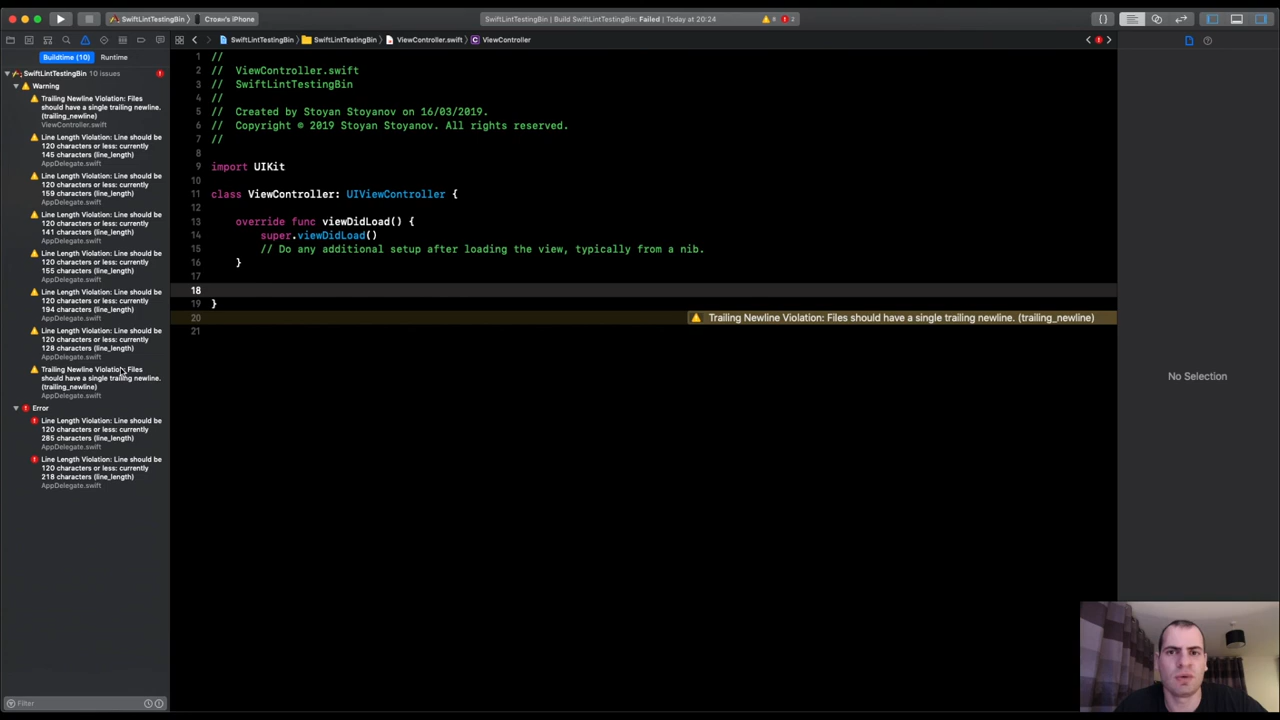 SwiftLintTestingBin 〉 Стоян's iPhone
SwiftLintTestingBin | Build SwiftLintTestingBin: Failed | Today at 20:24
8
2
SwiftLintTestingBin 〉 SwiftLintTestingBin 〉 ViewController.swift 〉 C ViewController
Buildtime (10) Runtime
SwiftLintTestingBin 10 issues
Warning
Trailing Newline Violation: Files
should have a single trailing newline.
(trailing_newline)
ViewController.swift
Line Length Violation: Line should be
120 characters or less: currently
145 characters (line_length)
AppDelegate.swift
Line Length Violation: Line should be
120 characters or less: currently
159 characters (line_length)
AppDelegate.swift
Line Length Violation: Line should be
120 characters or less: currently
141 characters (line_length)
AppDelegate.swift
Line Length Violation: Line should be
120 characters or less: currently
155 characters (line_length)
AppDelegate.swift
Line Length Violation: Line should be
120 characters or less: currently
194 characters (line_length)
AppDelegate.swift
Line Length Violation: Line should be
120 characters or less: currently
128 characters (line_length)
AppDelegate.swift
Trailing Newline Violation: Files
should have a single trailing newline.
(trailing_newline)
AppDelegate.swift
Error
Line Length Violation: Line should be
120 characters or less: currently
285 characters (line_length)
AppDelegate.swift
Line Length Violation: Line should be
120 characters or less: currently
218 characters (line_length)
AppDelegate.swift
Filter
1 //
2 // ViewController.swift
3 // SwiftLintTestingBin
4 //
5 // Created by Stoyan Stoyanov on 16/03/2019.
6 // Copyright © 2019 Stoyan Stoyanov. All rights reserved.
7 //
8
9 import UIKit
10
11 class ViewController: UIViewController {
12
13 override func viewDidLoad() {
14 super.viewDidLoad()
15 // Do any additional setup after loading the view, typically from a nib.
16 }
17
18
19 }
20 Trailing Newline Violation: Files should have a single trailing newline. (trailing_newline)
21
No Selection